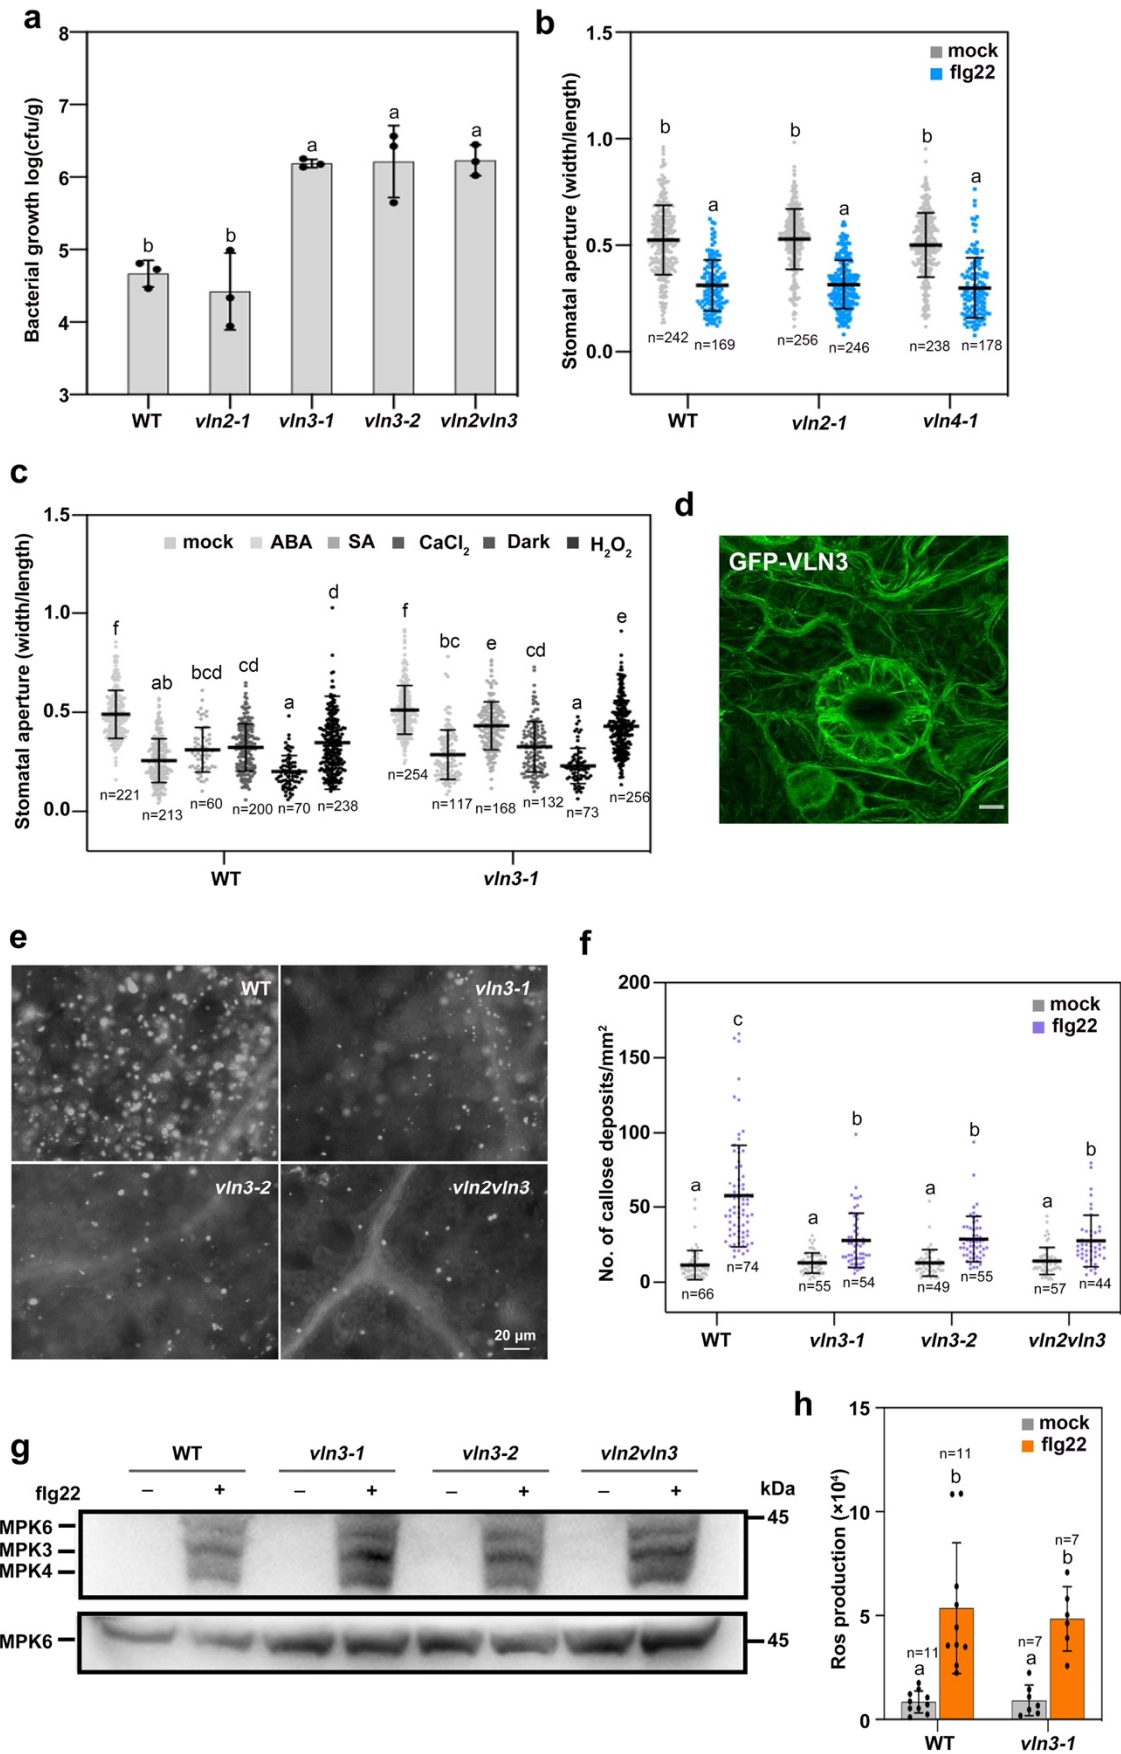 a
8
7
6
5
4
3
Bacterial growth log(cfu/g)
b
b
a
a
a
WT
vln2-1
vln3-1
vln3-2
vln2vln3
b
1.5
1.0
0.5
0.0
Stomatal aperture (width/length)
mock
flg22
b
a
b
a
b
a
n=242
n=169
n=256
n=246
n=238
n=178
WT
vln2-1
vln4-1
c
1.5
1.0
0.5
0.0
Stomatal aperture (width/length)
mock ABA SA CaCl2 Dark H2O2
f
ab
bcd
cd
a
d
f
bc
e
cd
a
e
n=221
n=213
n=60
n=200
n=70
n=238
n=254
n=117
n=168
n=132
n=73
n=256
WT
vln3-1
d
GFP-VLN3
e
WT
vln3-1
vln3-2
vln2vln3
20 µm
f
200
150
100
50
0
No. of callose deposits/mm²
mock
flg22
a
c
a
b
a
b
a
b
n=66
n=74
n=55
n=54
n=49
n=55
n=57
n=44
WT
vln3-1
vln3-2
vln2vln3
g
WT vln3-1 vln3-2 vln2vln3
flg22 – + – + – + – + kDa
MPK6
MPK3
MPK4
45
MPK6
45
h
15
10
5
0
Ros production (×10⁴)
mock
flg22
n=11
a
n=11
b
n=7
a
n=7
b
WT
vln3-1